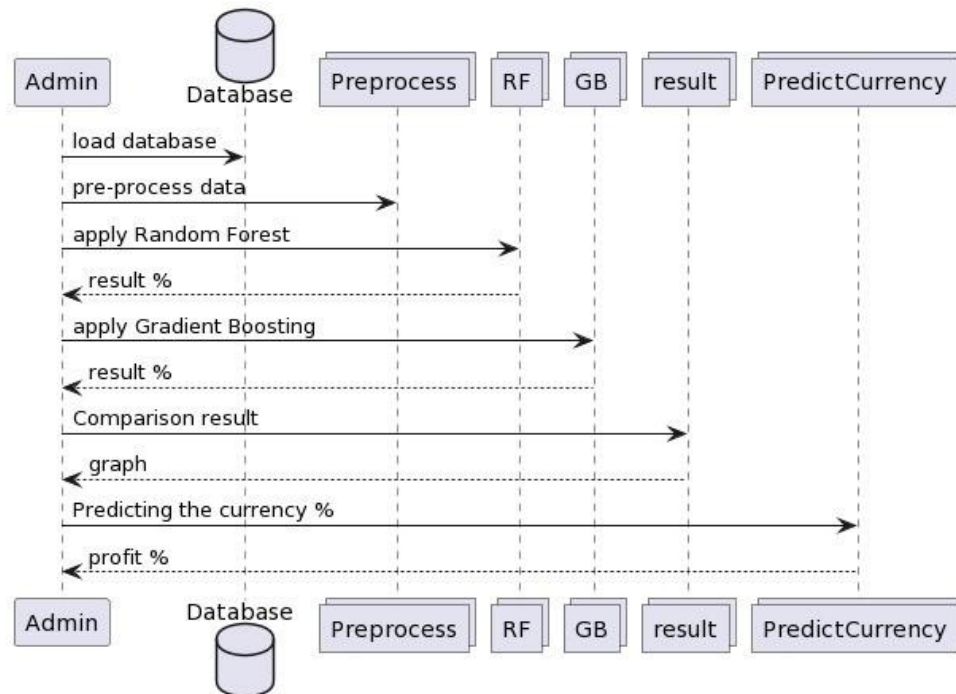 Admin
Database
Preprocess
RF
GB
result
PredictCurrency
load database
pre-process data
apply Random Forest
result %
apply Gradient Boosting
result %
Comparison result
graph
Predicting the currency %
profit %
Admin
Database
Preprocess
RF
GB
result
PredictCurrency